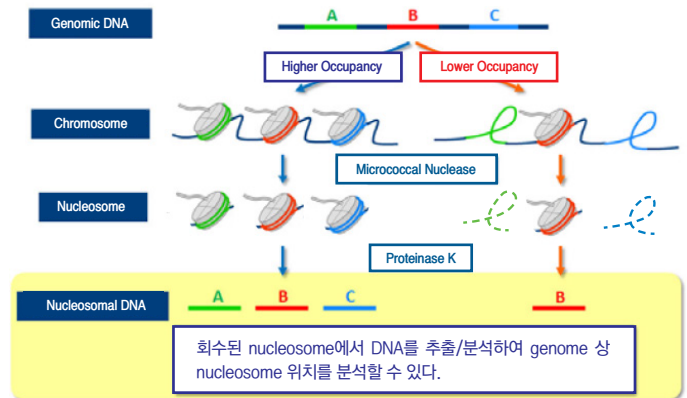 Genomic DNA
A B C
Higher Occupancy
Lower Occupancy
Chromosome
Micrococcal Nuclease
Nucleosome
Proteinase K
Nucleosomal DNA
A B C
B
회수된 nucleosome에서 DNA를 추출/분석하여 genome 상
nucleosome 위치를 분석할 수 있다.